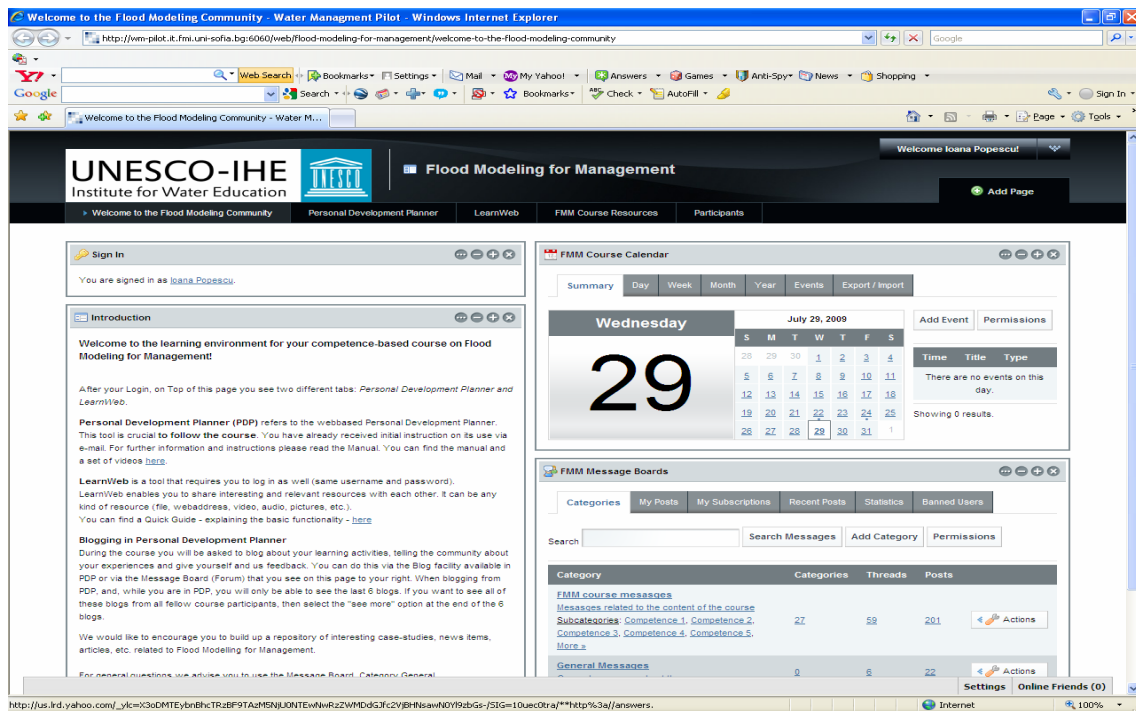 Welcome to the Flood Modeling Community - Water Managment Pilot - Windows Internet Explorer
http://wm-pilot.it.fmi.uni-sofia.bg:6060/web/flood-modeling-for-management/welcome-to-the-flood-modeling-community
Google
Web Search Bookmarks Settings Mail My Yahoo! Answers Games Anti-Spy News Shopping
Google Search Bookmarks Check AutoFill Sign In
Welcome to the Flood Modeling Community - Water M... Page Tools
Welcome Ioana Popescu!
UNESCO-IHE
Institute for Water Education
UNESCO
Flood Modeling for Management
Add Page
Welcome to the Flood Modeling Community Personal Development Planner LearnWeb FMM Course Resources Participants
Sign In
You are signed in as Ioana Popescu.
Introduction
Welcome to the learning environment for your competence-based course on Flood
Modeling for Management!
After your Login, on Top of this page you see two different tabs: Personal Development Planner and
LearnWeb.
Personal Development Planner (PDP) refers to the webbased Personal Development Planner.
This tool is crucial to follow the course. You have already received initial instruction on its use via
e-mail. For further information and instructions please read the Manual. You can find the manual and
a set of videos here.
LearnWeb is a tool that requires you to log in as well (same username and password).
LearnWeb enables you to share interesting and relevant resources with each other. It can be any
kind of resource (file, webaddress, video, audio, pictures, etc.).
You can find a Quick Guide - explaining the basic functionality - here
Blogging in Personal Development Planner
During the course you will be asked to blog about your learning activities, telling the community about
your experiences and give yourself and us feedback. You can do this via the Blog facility available in
PDP or via the Message Board (Forum) that you see on this page to your right. When blogging from
PDP, and, while you are in PDP, you will only be able to see the last 6 blogs. If you want to see all of
these blogs from all fellow course participants, then select the "see more" option at the end of the 6
blogs.
We would like to encourage you to build up a repository of interesting case-studies, news items,
articles, etc. related to Flood Modelling for Management.
For general questions we advise you to use the Message Board, Category General
FMM Course Calendar
Summary Day Week Month Year Events Export / Import
Wednesday
29
July 29, 2009
S M T W T F S
28 29 30 1 2 3 4
5 6 7 8 9 10 11
12 13 14 15 16 17 18
19 20 21 22 23 24 25
26 27 28 29 30 31 1
Add Event Permissions
Time Title Type
There are no events on this
day.
Showing 0 results.
FMM Message Boards
Categories My Posts My Subscriptions Recent Posts Statistics Banned Users
Search Search Messages Add Category Permissions
Category Categories Threads Posts
FMM course mesasges
Mesasges related to the content of the course
Subcategories: Competence 1, Competence 2,
Competence 3, Competence 4, Competence 5,
More »
27 59 201 Actions
General Messages
0 6 22 Actions
Settings Online Friends (0)
Internet 100%